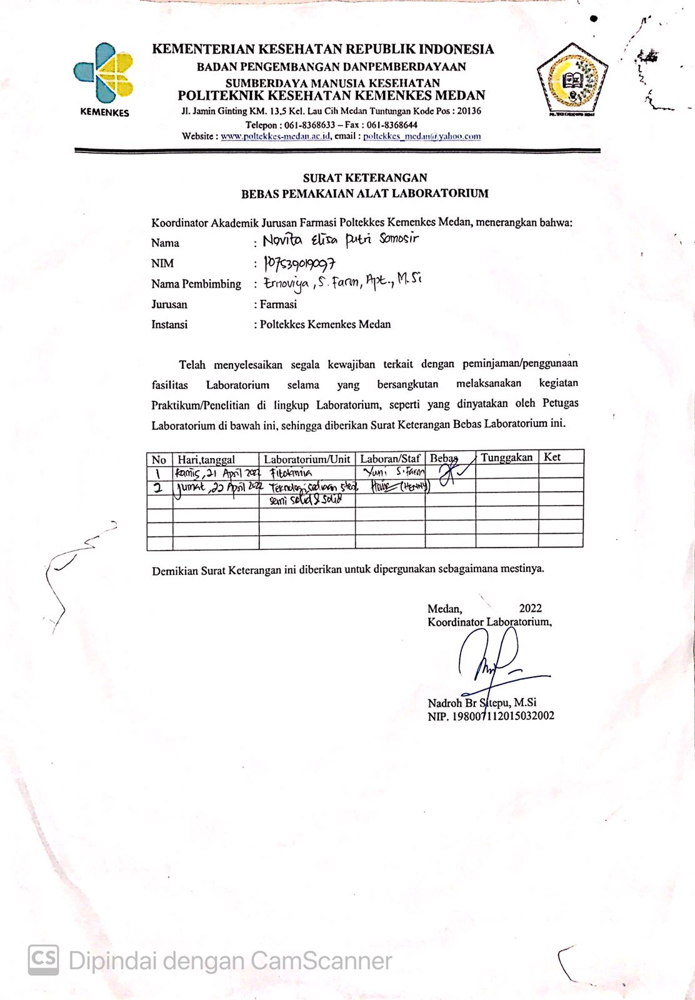 KEMENTERIAN KESEHATAN REPUBLIK INDONESIA
BADAN PENGEMBANGAN DANPEMBERDAYAAN
SUMBERDAYA MANUSIA KESEHATAN
POLITEKNIK KESEHATAN KEMENKES MEDAN
KEMENKES
Jl. Jamin Ginting KM. 13,5 Kel. Lau Cih Medan Tuntungan Kode Pos : 20136
Telepon : 061-8368633 – Fax : 061-8368644
Website : www.poltekkes-medan.ac.id, email : poltekkes_medan@yahoo.com
SURAT KETERANGAN
BEBAS PEMAKAIAN ALAT LABORATORIUM
Koordinator Akademik Jurusan Farmasi Poltekkes Kemenkes Medan, menerangkan bahwa:
Nama : Novita Elisa Putri Samosir
NIM : P07539019097
Nama Pembimbing : Ernoviya, S. Farm, Apt., M.Si
Jurusan : Farmasi
Instansi : Poltekkes Kemenkes Medan
Telah menyelesaikan segala kewajiban terkait dengan peminjaman/penggunaan
fasilitas Laboratorium selama yang bersangkutan melaksanakan kegiatan
Praktikum/Penelitian di lingkup Laboratorium, seperti yang dinyatakan oleh Petugas
Laboratorium di bawah ini, sehingga diberikan Surat Keterangan Bebas Laboratorium ini.
No Hari,tanggal Laboratorium/Unit Laboran/Staf Bebas Tunggakan Ket
1 Kamis, 21 April 2022 Fitokimia Yuni S.Farm
2 Jumat, 22 April 2022 Teknologi sediaan (HENNY)
semi solid & solid
Demikian Surat Keterangan ini diberikan untuk dipergunakan sebagaimana mestinya.
Medan, 2022
Koordinator Laboratorium,
Nadroh Br Sitepu, M.Si
NIP. 198007112015032002
CS Dipindai dengan CamScanner